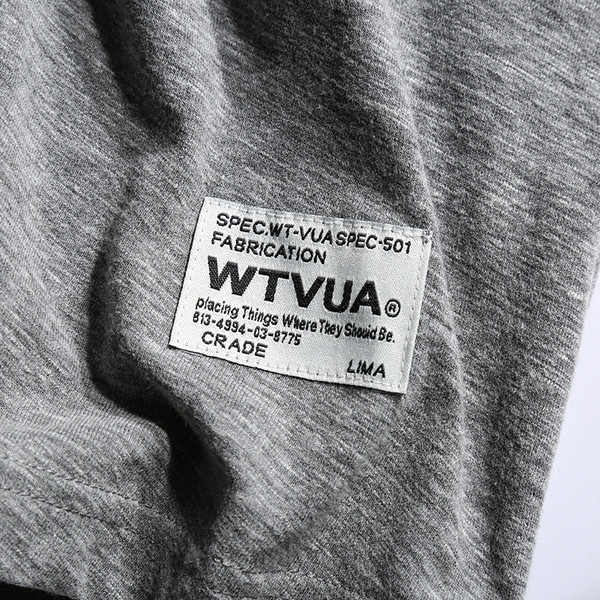 SPEC.WT-VUA SPEC-501
FABRICATION
WTVUA®
placing Things Where They Should Be.
813-4994-03-8775
CRADE
LIMA